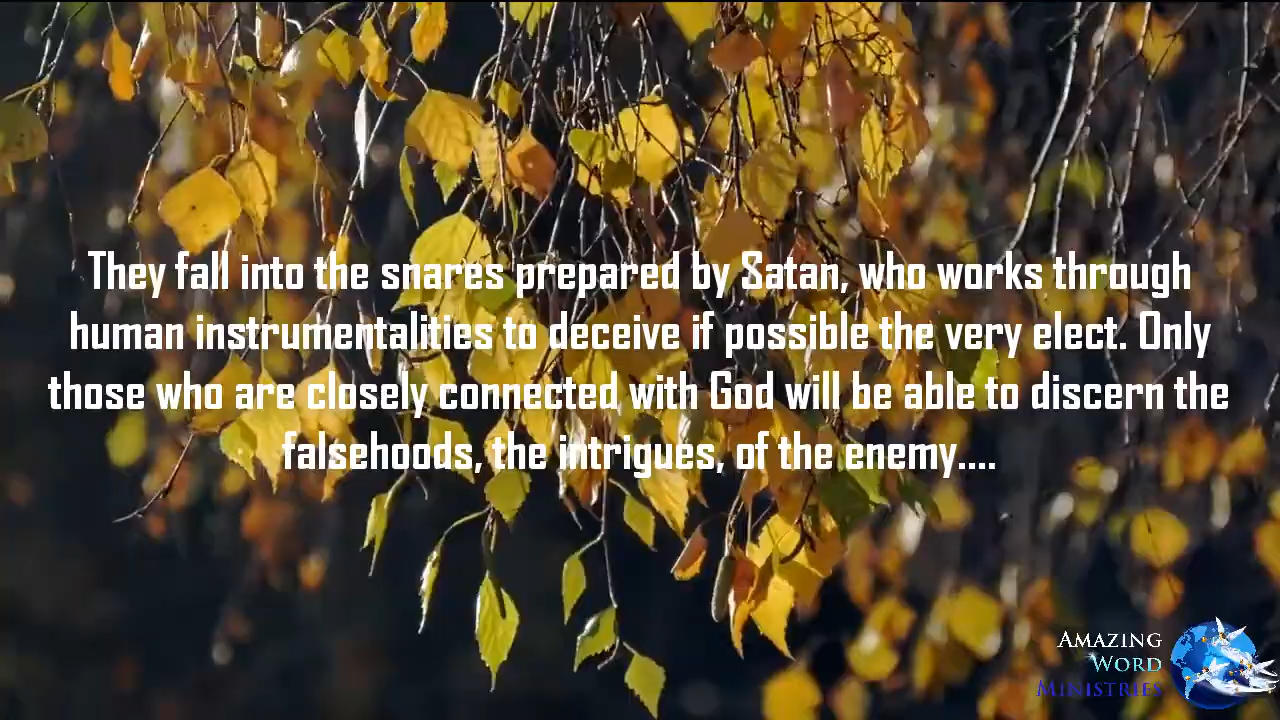 They fall into the snares prepared by Satan, who works through
human instrumentalities to deceive if possible the very elect. Only
those who are closely connected with God will be able to discern the
falsehoods, the intrigues, of the enemy....
Amazing
Word
Ministries